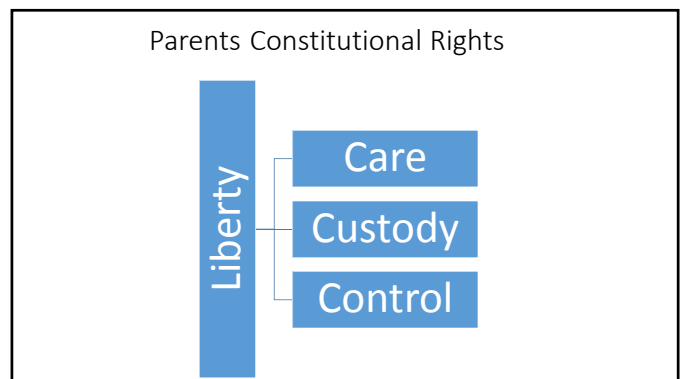 Parents Constitutional Rights
Liberty
Care
Custody
Control